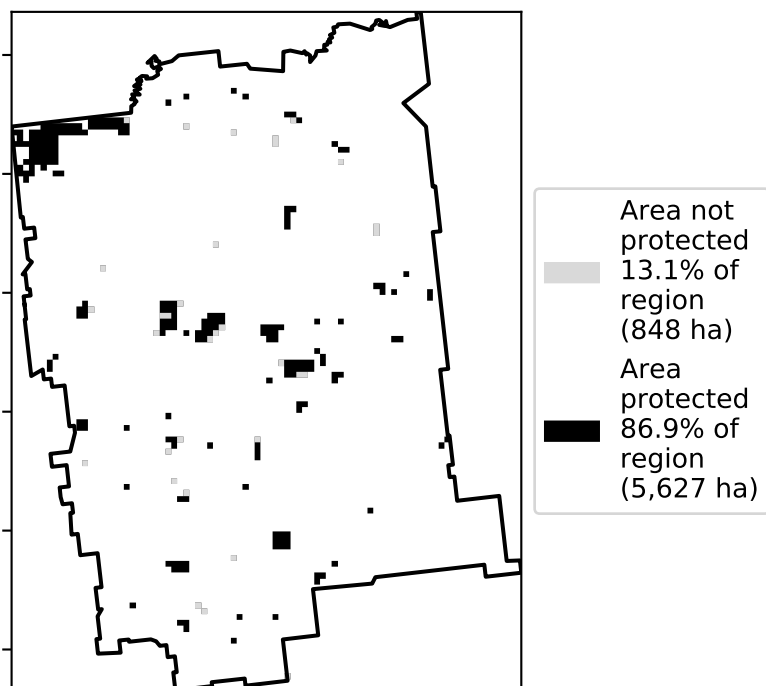 Area not
protected
13.1% of
region
(848 ha)
Area
protected
86.9% of
region
(5,627 ha)